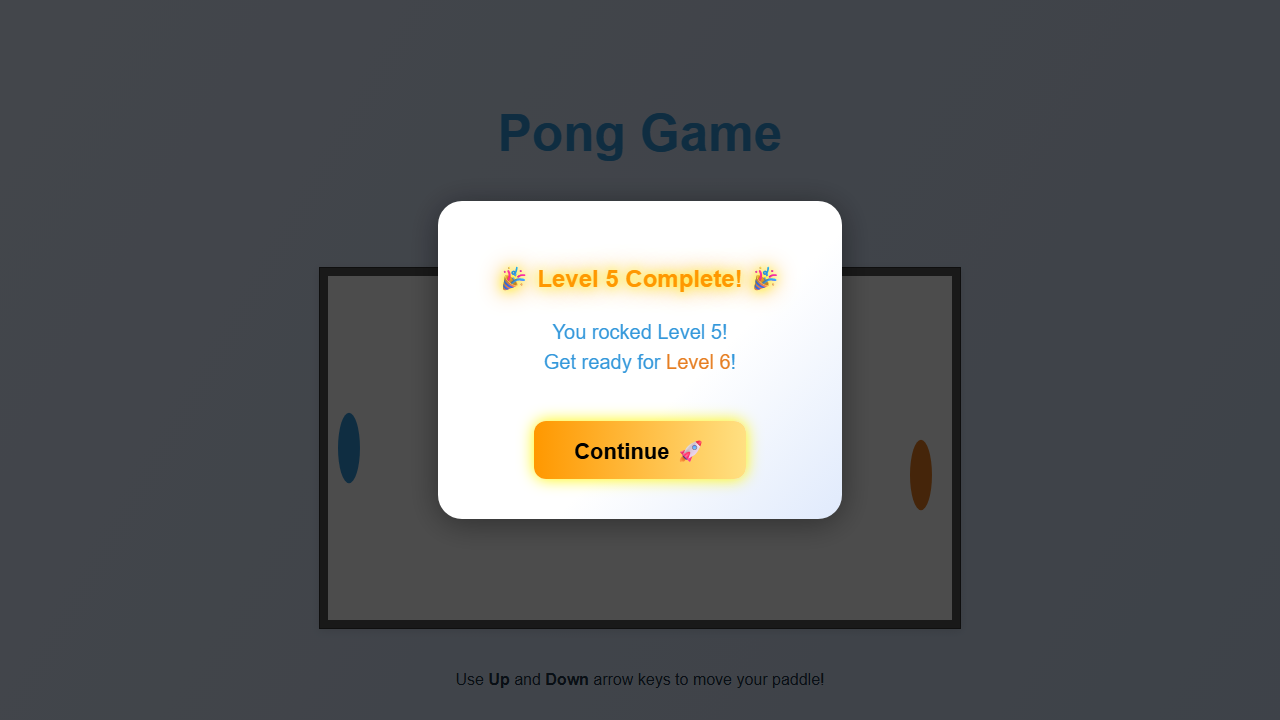 Pong Game
🎉 Level 5 Complete! 🎉
You rocked Level 5!
Get ready for Level 6!
Continue 🚀
Use Up and Down arrow keys to move your paddle!